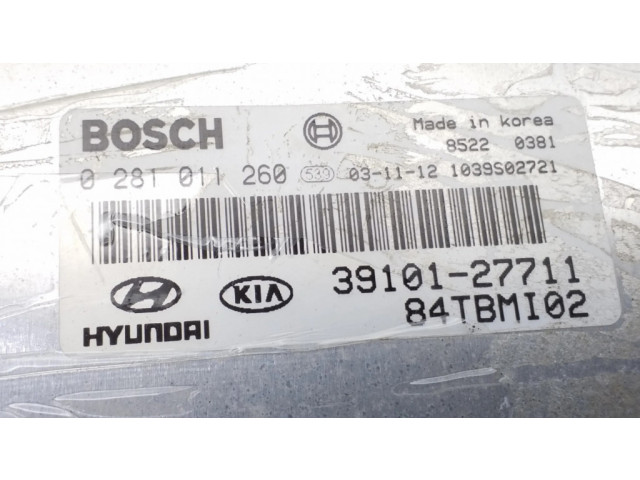 BOSCH
Made in korea
8522 0381
0 281 011 260 533 03-11-12 1039S02721
39101-27711
84TBMI02
HYUNDAI
KIA